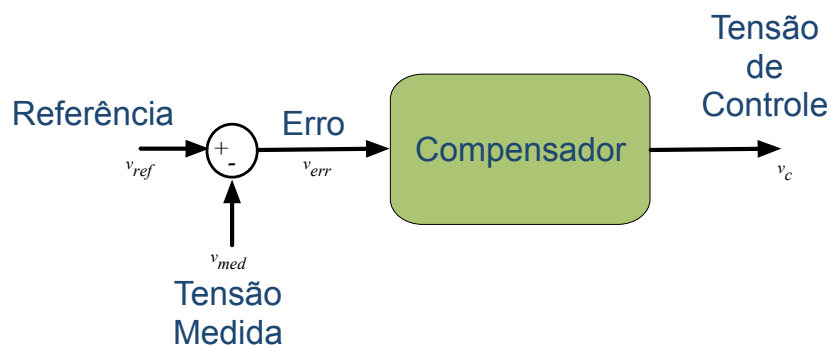 Referência
v_ref
+
-
v_med
Tensão
Medida
Erro
v_err
Compensador
Tensão
de
Controle
v_c